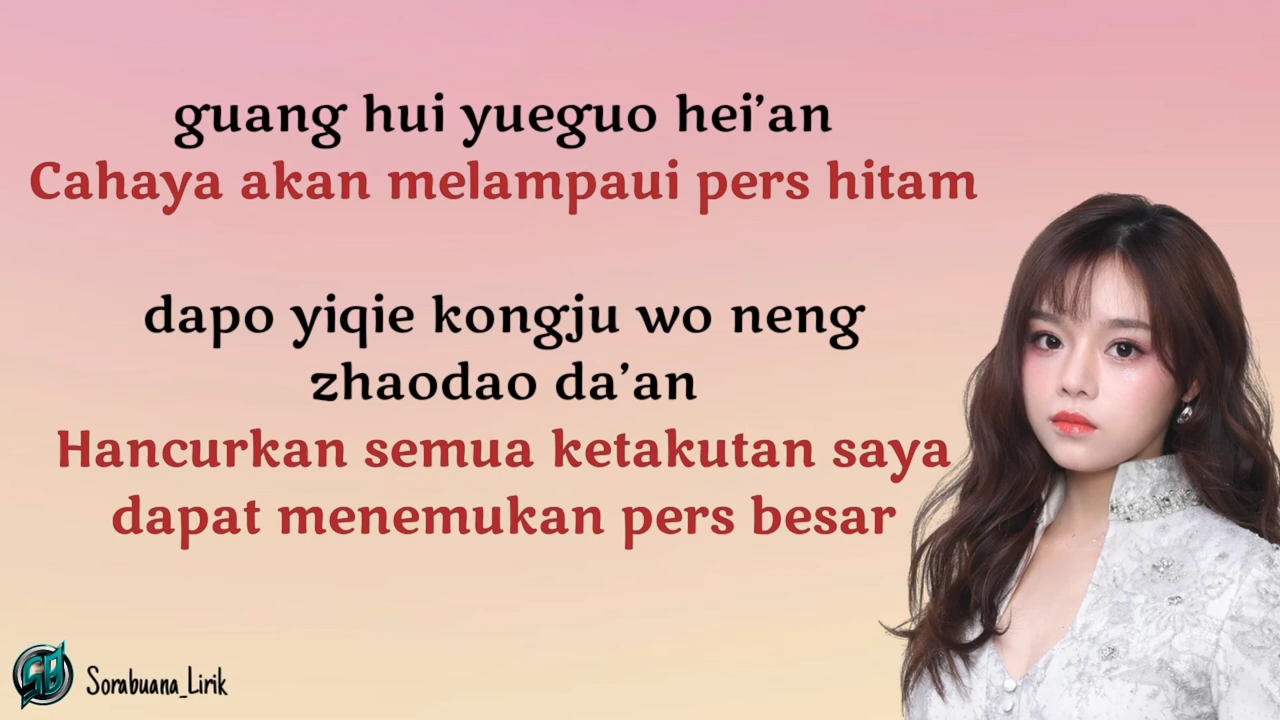 guang hui yueguo hei’an
Cahaya akan melampaui pers hitam
dapo yiqie kongju wo neng
zhaodao da’an
Hancurkan semua ketakutan saya
dapat menemukan pers besar
SB
Sorabuana_Lirik